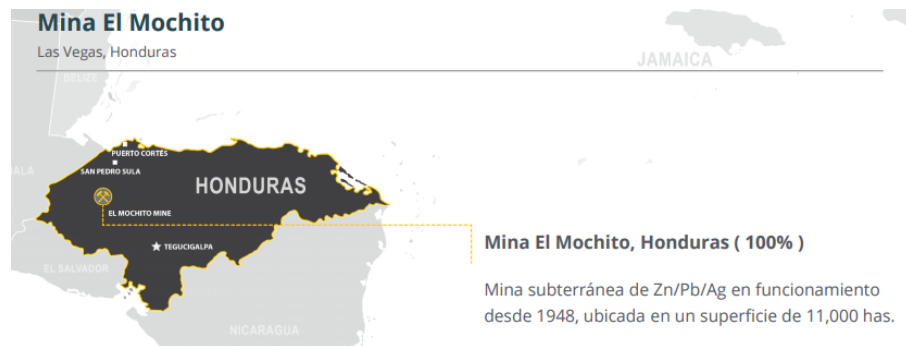 Mina El Mochito
Las Vegas, Honduras
JAMAICA
BELIZE
PUERTO CORTÉS
ALA
SAN PEDRO SULA
HONDURAS
EL MOCHITO MINE
TEGUCIGALPA
Mina El Mochito, Honduras ( 100% )
EL SALVADOR
Mina subterránea de Zn/Pb/Ag en funcionamiento
desde 1948, ubicada en un superficie de 11,000 has.
NICARAGUA